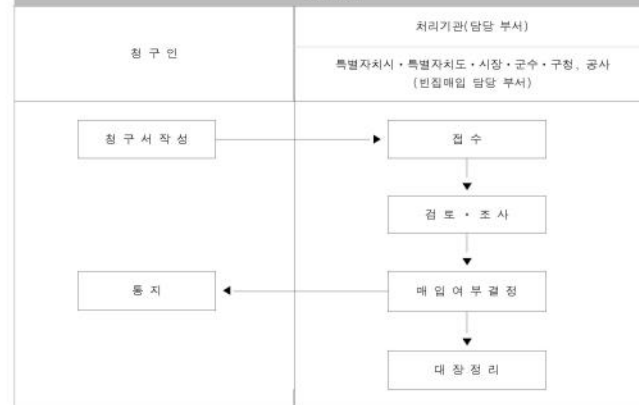 청 구 인
처리기관(담당 부서)
특별자치시・특별자치도・시장・군수・구청, 공사
(빈집매입 담당 부서)
청 구 서 작 성
접 수
검 토 ・ 조 사
통 지
매 입 여 부 결 정
대 장 정 리